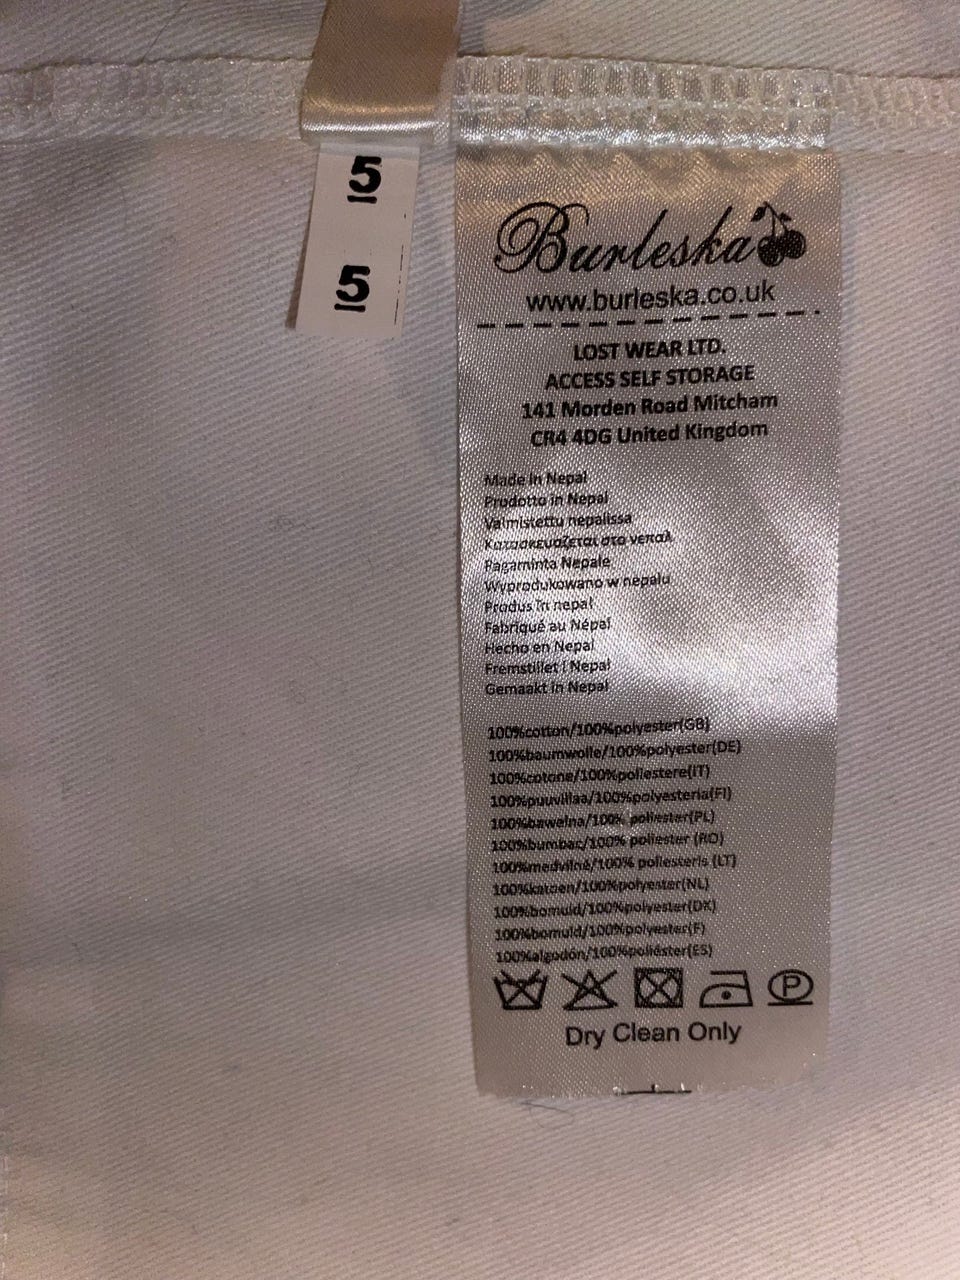 5
5
Burleska
www.burleska.co.uk
LOST WEAR LTD.
ACCESS SELF STORAGE
141 Morden Road Mitcham
CR4 4DG United Kingdom
Made in Nepal
Prodotto in Nepal
Valmistettu nepalissa
Κατασκευαζεται στο νεπαλ
Pagaminta Nepale
Wyprodukowano w nepalu
Produs în nepal
Fabriqué au Népal
Hecho en Nepal
Fremstillet i Nepal
Gemaakt in Nepal
100%cotton/100%polyester(GB)
100%baumwolle/100%polyester(DE)
100%cotone/100%poliestere(IT)
100%puuvillaa/100%polyesteria(FI)
100%bawelna/100% poliester(PL)
100%bumbac/100% poliester (RO)
100%medvilnė/100% poliesteris (LT)
100%katoen/100%polyester(NL)
100%bomuld/100%polyester(DK)
100%bomuld/100%polyester(F)
100%algodón/100%poliéster(ES)
P
Dry Clean Only